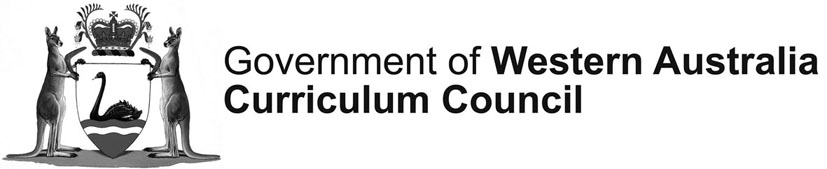 Government of Western Australia
Curriculum Council